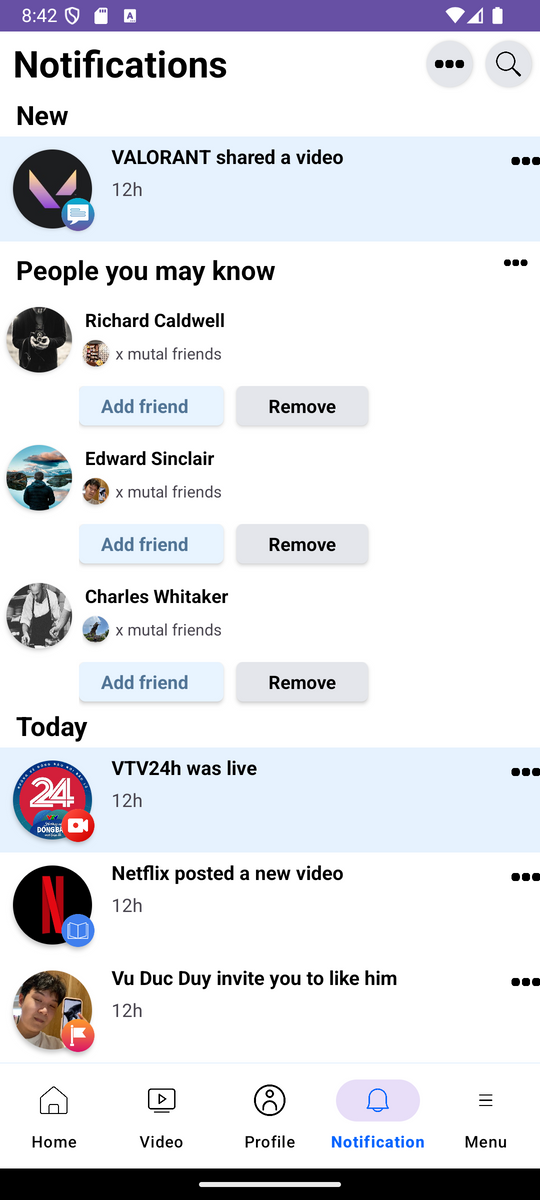 8:42
Notifications
New
VALORANT shared a video
12h
People you may know
Richard Caldwell
x mutal friends
Add friend Remove
Edward Sinclair
x mutal friends
Add friend Remove
Charles Whitaker
x mutal friends
Add friend Remove
Today
24
VTV24h was live
12h
Netflix posted a new video
12h
Vu Duc Duy invite you to like him
12h
Home Video Profile Notification Menu